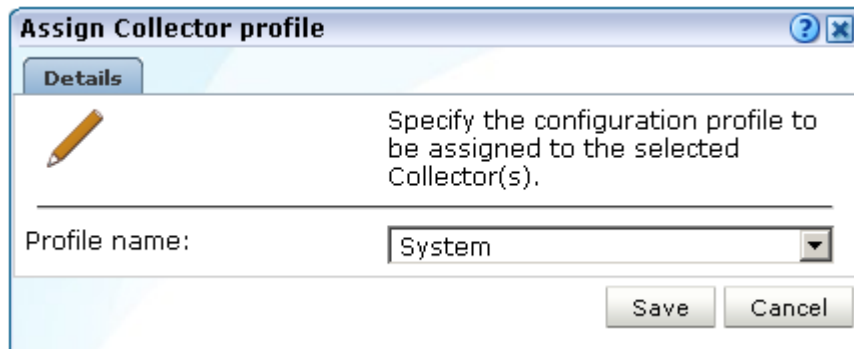 Assign Collector profile
Details
Specify the configuration profile to
be assigned to the selected
Collector(s).
Profile name:
System
Save
Cancel